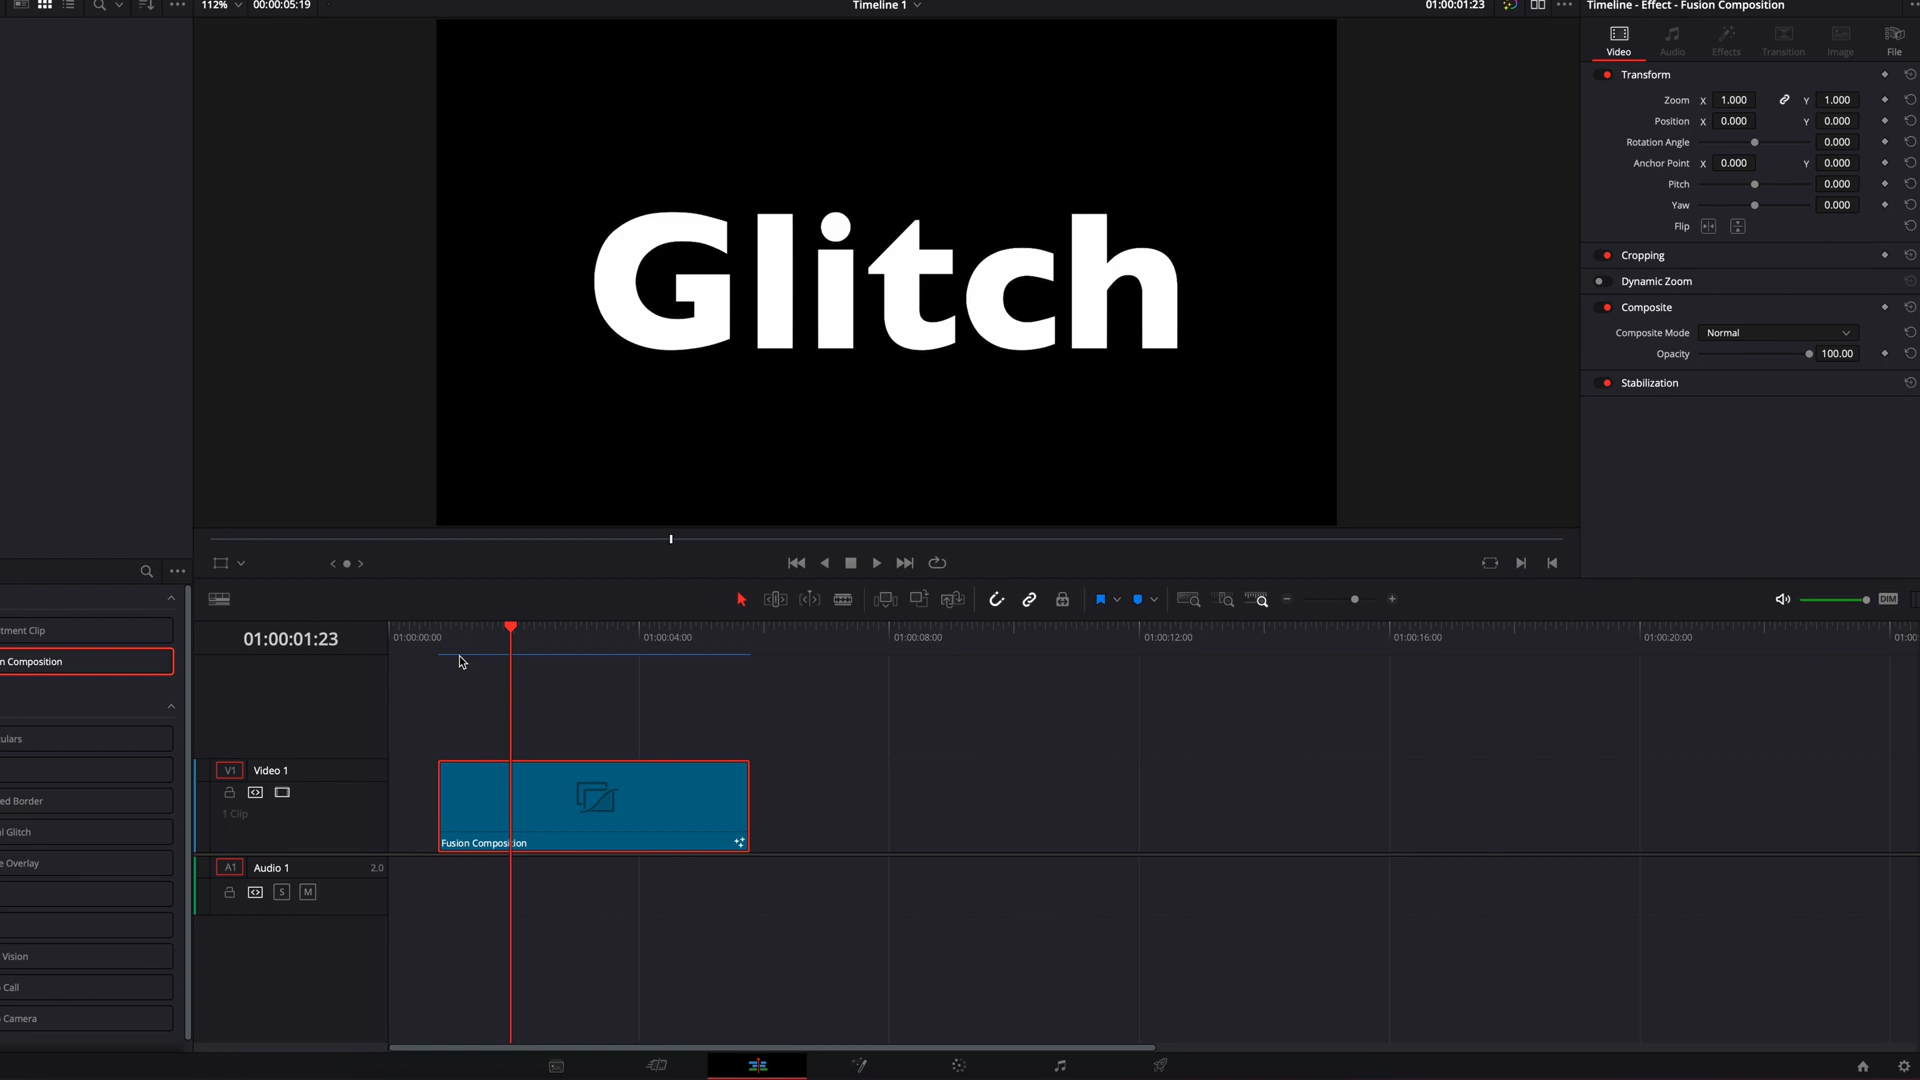 112%
00:00:05:19
Timeline 1
01:00:01:23
Timeline - Effect - Fusion Composition
Video
Audio
Effects
Transition
Image
File
Transform
Zoom X 1.000 Y 1.000
Position X 0.000 Y 0.000
Rotation Angle 0.000
Anchor Point X 0.000 Y 0.000
Pitch 0.000
Yaw 0.000
Flip
Cropping
Dynamic Zoom
Composite
Composite Mode Normal
Opacity 100.00
Stabilization
Glitch
DIM
01:00:01:23
01:00:00:00
01:00:04:00
01:00:08:00
01:00:12:00
01:00:16:00
01:00:20:00
01:00
tment Clip
n Composition
ulars
ed Border
l Glitch
e Overlay
Vision
Call
Camera
V1 Video 1
1 Clip
Fusion Composition
A1 Audio 1 2.0
S M